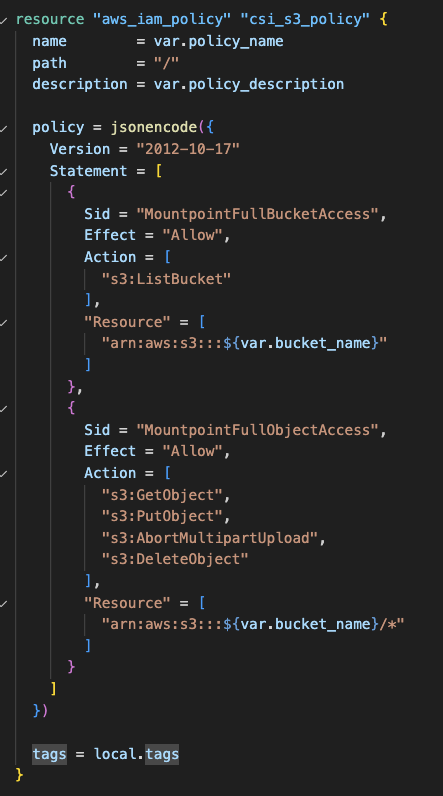 resource "aws_iam_policy" "csi_s3_policy" {
  name        = var.policy_name
  path        = "/"
  description = var.policy_description

  policy = jsonencode({
    Version = "2012-10-17"
    Statement = [
      {
        Sid = "MountpointFullBucketAccess",
        Effect = "Allow",
        Action = [
          "s3:ListBucket"
        ],
        "Resource" = [
          "arn:aws:s3:::${var.bucket_name}"
        ]
      },
      {
        Sid = "MountpointFullObjectAccess",
        Effect = "Allow",
        Action = [
          "s3:GetObject",
          "s3:PutObject",
          "s3:AbortMultipartUpload",
          "s3:DeleteObject"
        ],
        "Resource" = [
          "arn:aws:s3:::${var.bucket_name}/*"
        ]
      }
    ]
  })

  tags = local.tags
}